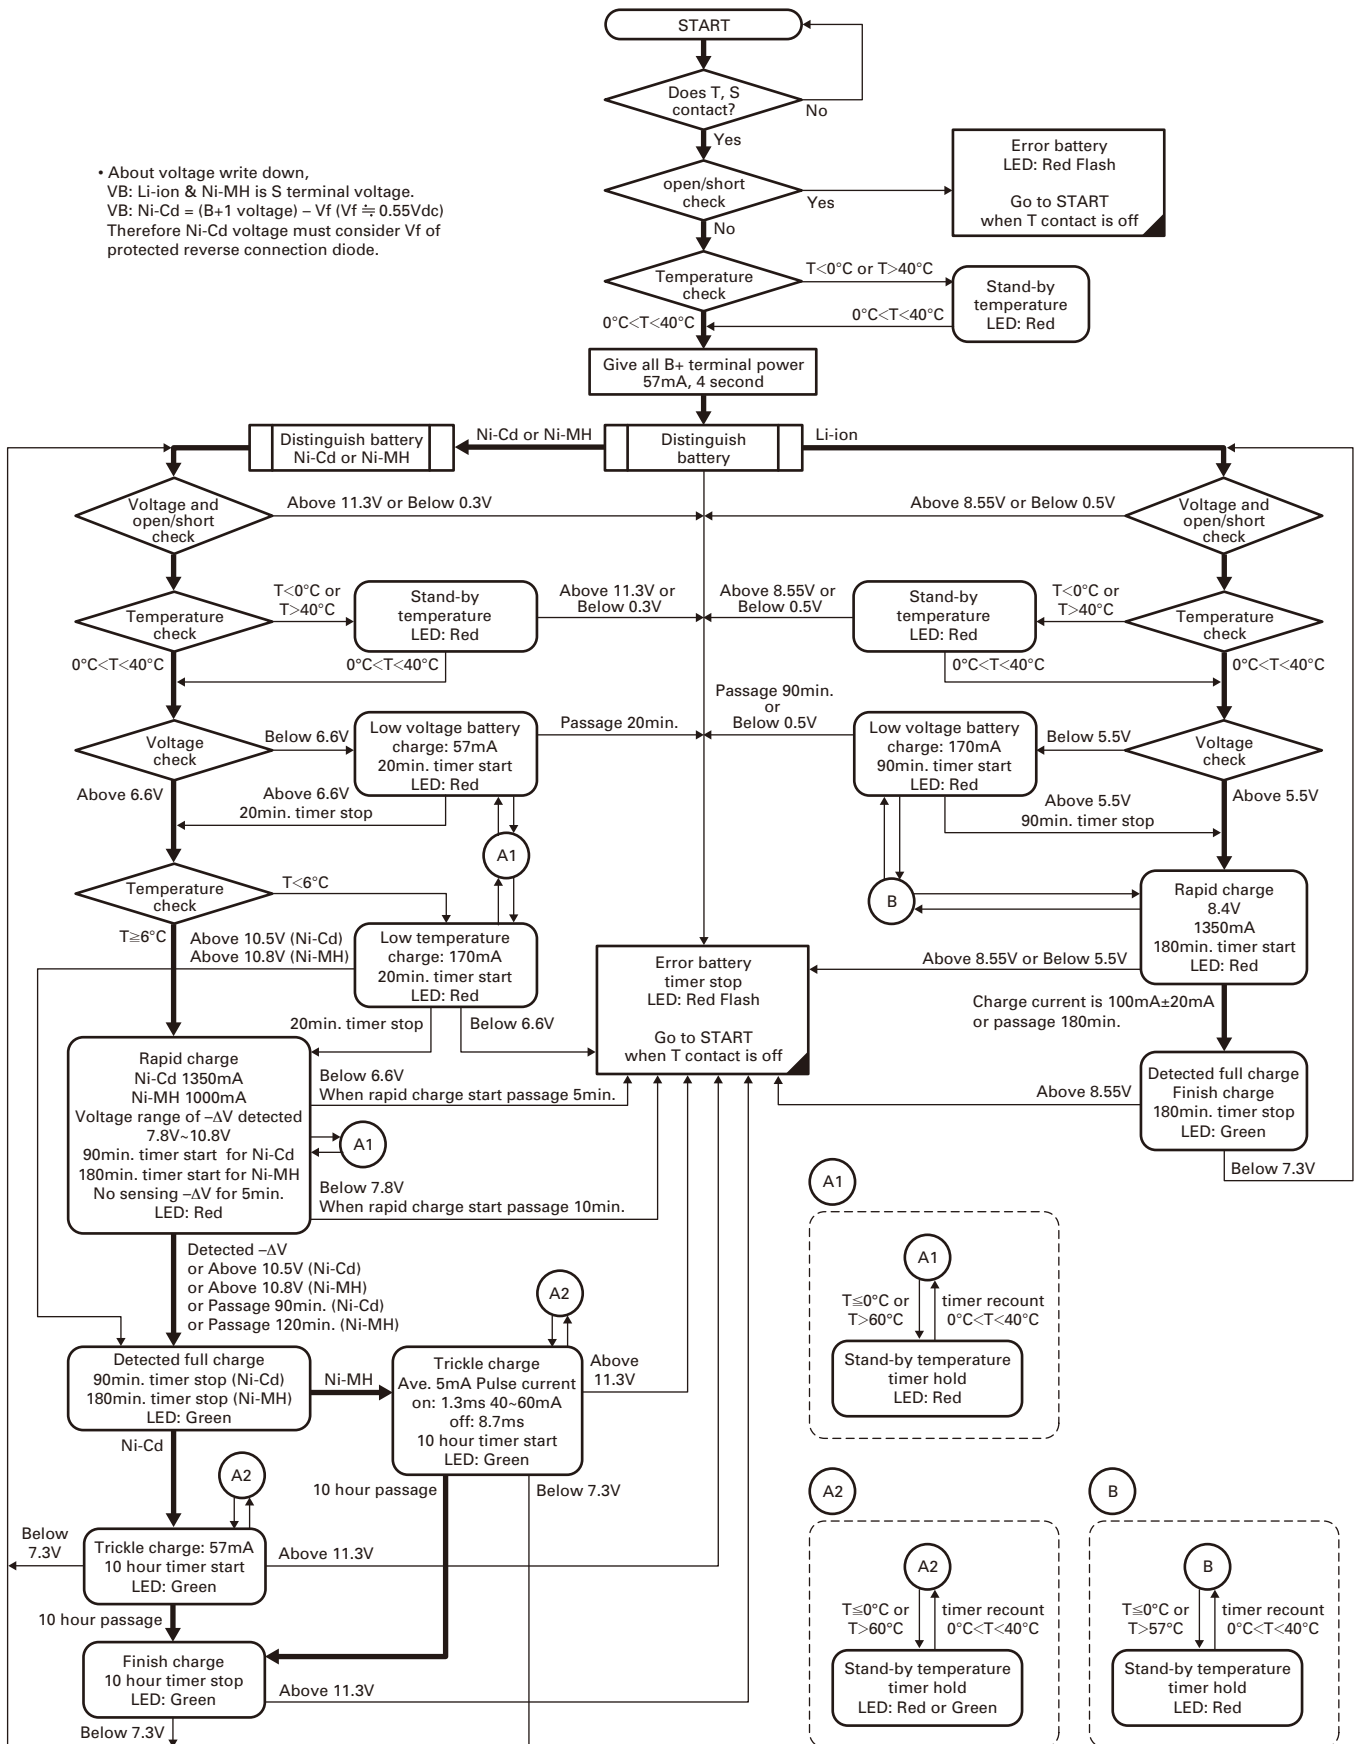 START
Does T, S
contact?
No
Yes
• About voltage write down,
VB: Li-ion & Ni-MH is S terminal voltage.
VB: Ni-Cd = (B+1 voltage) – Vf (Vf ≒ 0.55Vdc)
Therefore Ni-Cd voltage must consider Vf of
protected reverse connection diode.
open/short
check
Yes
No
Error battery
LED: Red Flash
Go to START
when T contact is off
Temperature
check
T<0°C or T>40°C
0°C<T<40°C
0°C<T<40°C
Stand-by
temperature
LED: Red
Give all B+ terminal power
57mA, 4 second
Distinguish battery
Ni-Cd or Ni-MH
Ni-Cd or Ni-MH
Distinguish
battery
Li-ion
Voltage and
open/short
check
Above 11.3V or Below 0.3V
Above 8.55V or Below 0.5V
Voltage and
open/short
check
Temperature
check
T<0°C or
T>40°C
0°C<T<40°C
Stand-by
temperature
LED: Red
0°C<T<40°C
Above 11.3V or
Below 0.3V
Above 8.55V or
Below 0.5V
Stand-by
temperature
LED: Red
0°C<T<40°C
T<0°C or
T>40°C
Temperature
check
0°C<T<40°C
Voltage
check
Below 6.6V
Above 6.6V
Low voltage battery
charge: 57mA
20min. timer start
LED: Red
Above 6.6V
20min. timer stop
Passage 20min.
Passage 90min.
or
Below 0.5V
Low voltage battery
charge: 170mA
90min. timer start
LED: Red
Below 5.5V
Voltage
check
Above 5.5V
Above 5.5V
90min. timer stop
A1
B
Temperature
check
T<6°C
T≧6°C
Above 10.5V (Ni-Cd)
Above 10.8V (Ni-MH)
Low temperature
charge: 170mA
20min. timer start
LED: Red
20min. timer stop
Below 6.6V
Error battery
timer stop
LED: Red Flash
Go to START
when T contact is off
Rapid charge
8.4V
1350mA
180min. timer start
LED: Red
Above 8.55V or Below 5.5V
Charge current is 100mA±20mA
or passage 180min.
Rapid charge
Ni-Cd 1350mA
Ni-MH 1000mA
Voltage range of –ΔV detected
7.8V~10.8V
90min. timer start for Ni-Cd
180min. timer start for Ni-MH
No sensing –ΔV for 5min.
LED: Red
Below 6.6V
When rapid charge start passage 5min.
A1
Below 7.8V
When rapid charge start passage 10min.
Above 8.55V
Detected full charge
Finish charge
180min. timer stop
LED: Green
Below 7.3V
Detected –ΔV
or Above 10.5V (Ni-Cd)
or Above 10.8V (Ni-MH)
or Passage 90min. (Ni-Cd)
or Passage 120min. (Ni-MH)
A2
Detected full charge
90min. timer stop (Ni-Cd)
180min. timer stop (Ni-MH)
LED: Green
Ni-MH
Ni-Cd
Trickle charge
Ave. 5mA Pulse current
on: 1.3ms 40~60mA
off: 8.7ms
10 hour timer start
LED: Green
Above
11.3V
10 hour passage
Below 7.3V
A2
Below
7.3V
Trickle charge: 57mA
10 hour timer start
LED: Green
Above 11.3V
10 hour passage
Finish charge
10 hour timer stop
LED: Green
Above 11.3V
Below 7.3V
A1
A1
T≦0°C or
T>60°C
timer recount
0°C<T<40°C
Stand-by temperature
timer hold
LED: Red
A2
A2
T≦0°C or
T>60°C
timer recount
0°C<T<40°C
Stand-by temperature
timer hold
LED: Red or Green
B
B
T≦0°C or
T>57°C
timer recount
0°C<T<40°C
Stand-by temperature
timer hold
LED: Red